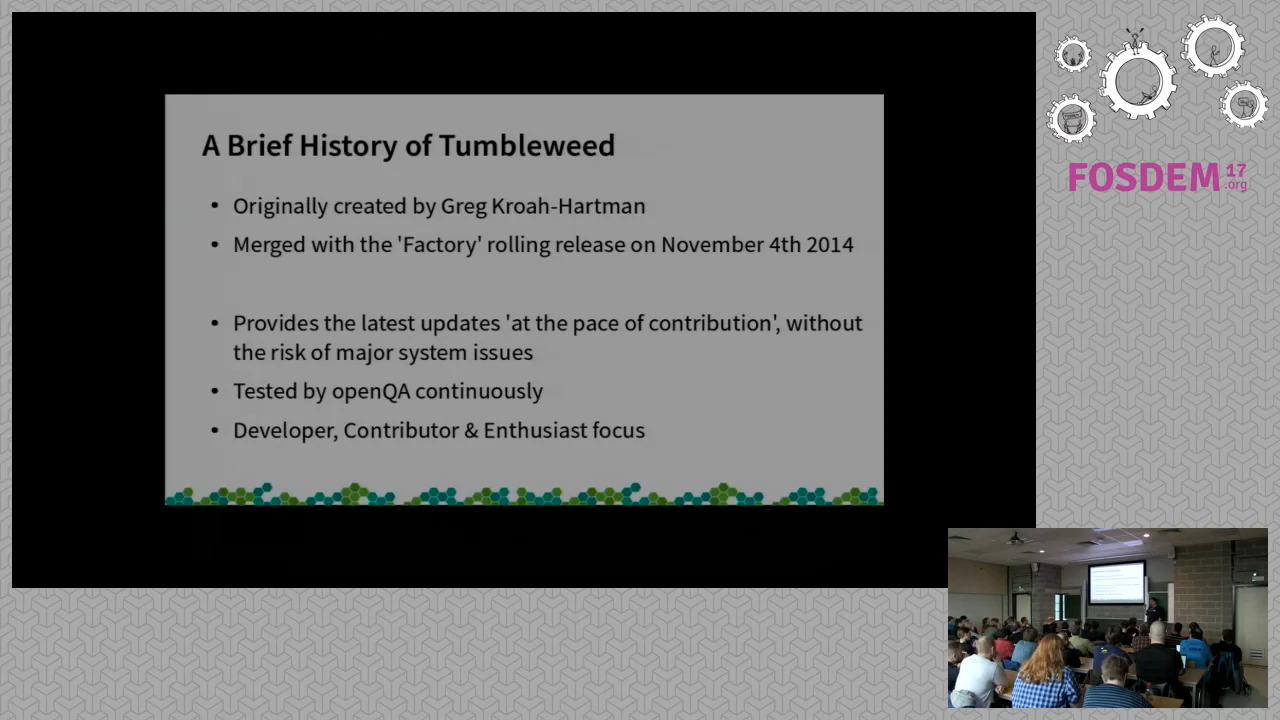 A Brief History of Tumbleweed
• Originally created by Greg Kroah-Hartman
• Merged with the 'Factory' rolling release on November 4th 2014
• Provides the latest updates 'at the pace of contribution', without
the risk of major system issues
• Tested by openQA continuously
• Developer, Contributor & Enthusiast focus
FOSDEM 17
.org